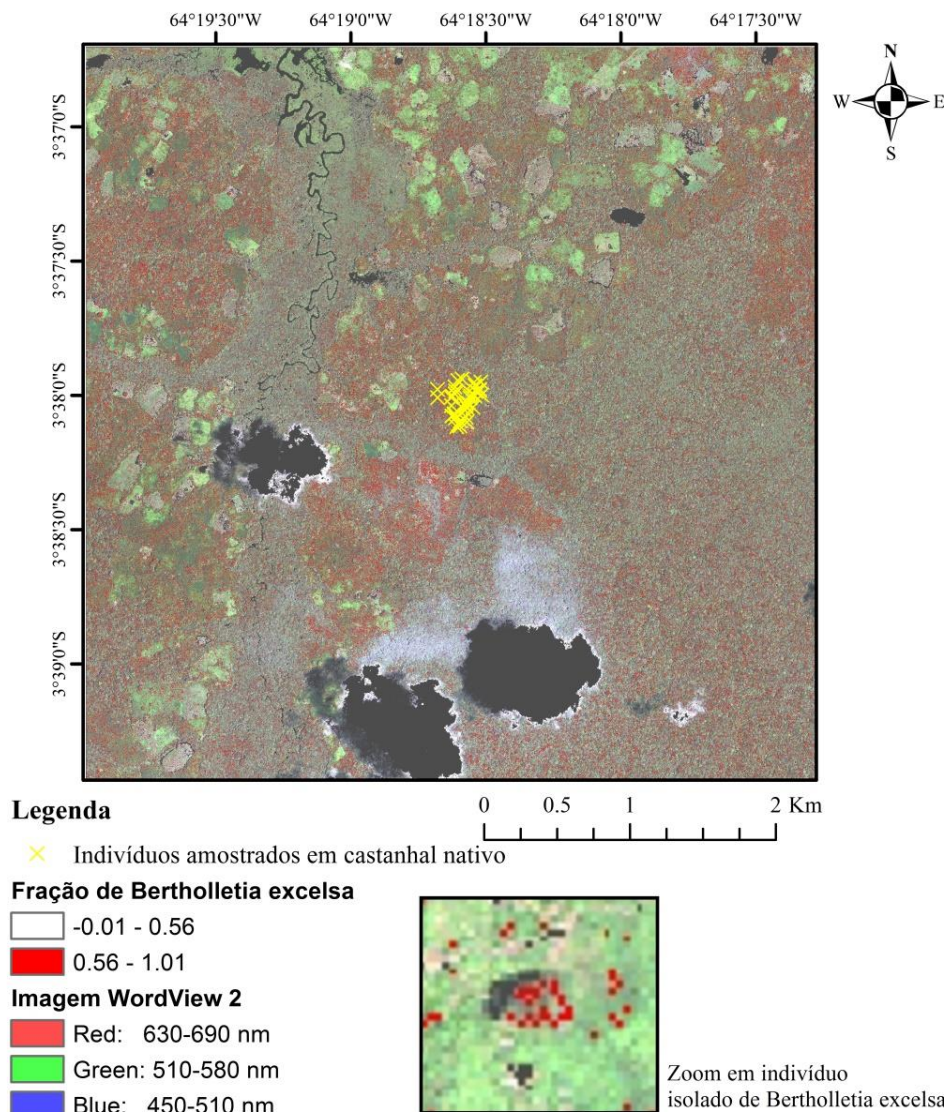 64°19'30"W 64°19'0"W 64°18'30"W 64°18'0"W 64°17'30"W
N
W E
S
3°37'0"S
3°37'30"S
3°38'0"S
3°38'30"S
3°39'0"S
Legenda
0 0.5 1 2 Km
Indivíduos amostrados em castanhal nativo
Fração de Bertholletia excelsa
-0.01 - 0.56
0.56 - 1.01
Imagem WordView 2
Red: 630-690 nm
Green: 510-580 nm
Blue: 450-510 nm
Zoom em indivíduo
isolado de Bertholletia excelsa